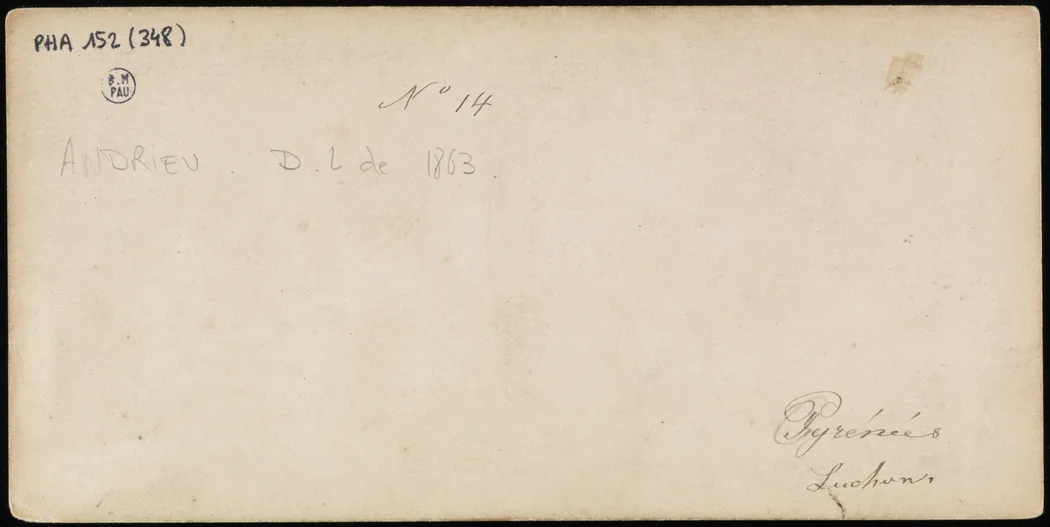 PHA 152 (348)
B.M
PAU
N° 14
ANDRIEU. D. L de 1863.
Pyrénées
Luchon.